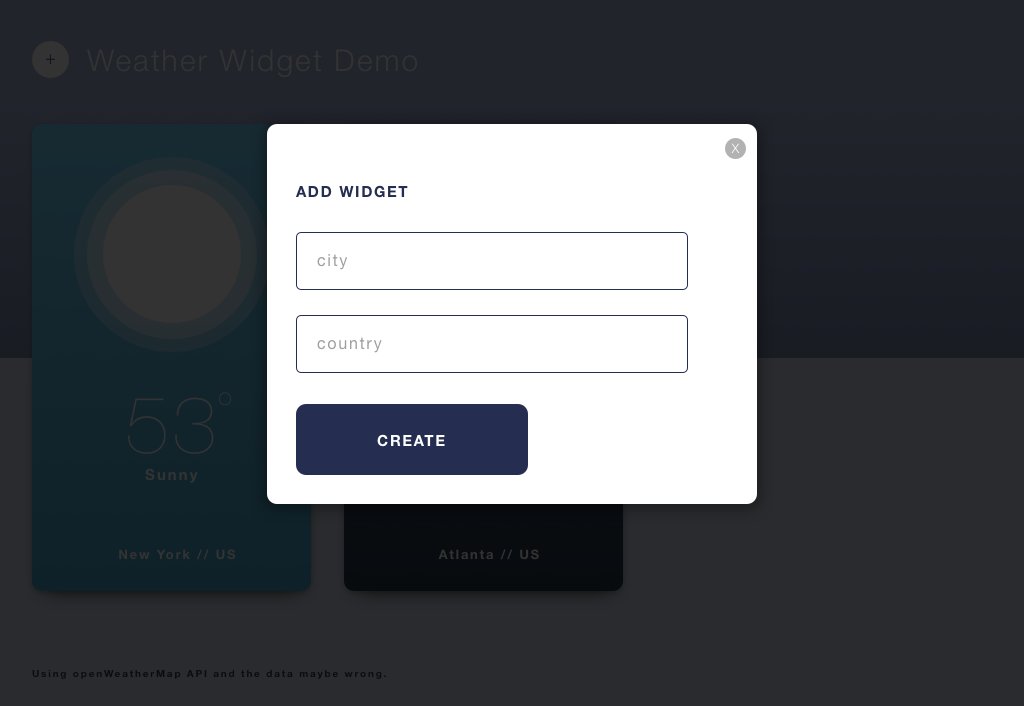 +
Weather Widget Demo
X
ADD WIDGET
city
country
CREATE
53°
Sunny
New York // US
Atlanta // US
Using openWeatherMap API and the data maybe wrong.